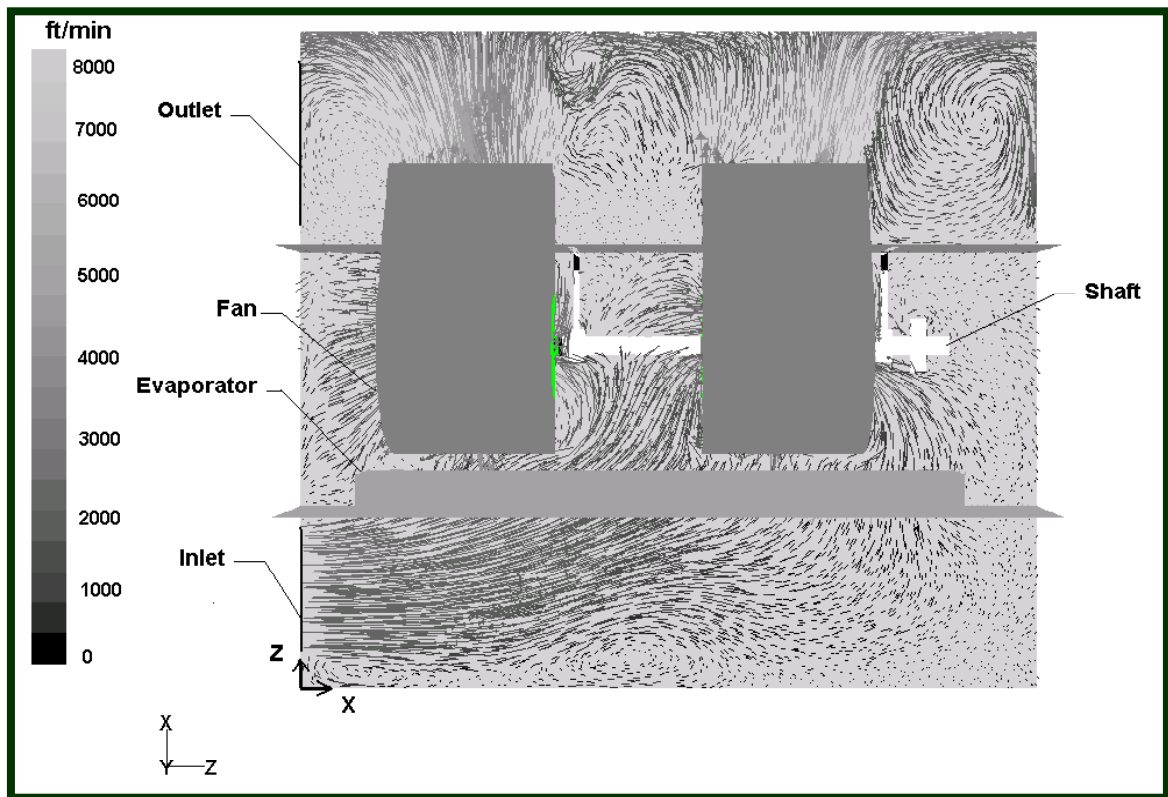 ft/min
8000
7000
6000
5000
4000
3000
2000
1000
0
Outlet
Fan
Evaporator
Inlet
Shaft
Z
X
X
Y
Z